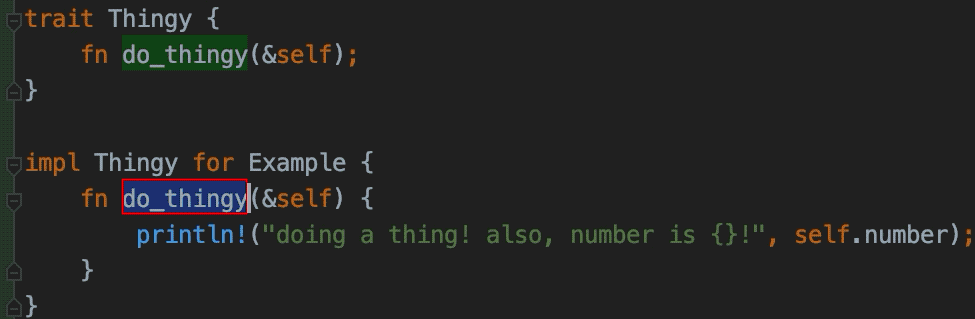 trait Thingy {
    fn do_thingy(&self);
}

impl Thingy for Example {
    fn do_thingy(&self) {
        println!("doing a thing! also, number is {}!", self.number);
    }
}